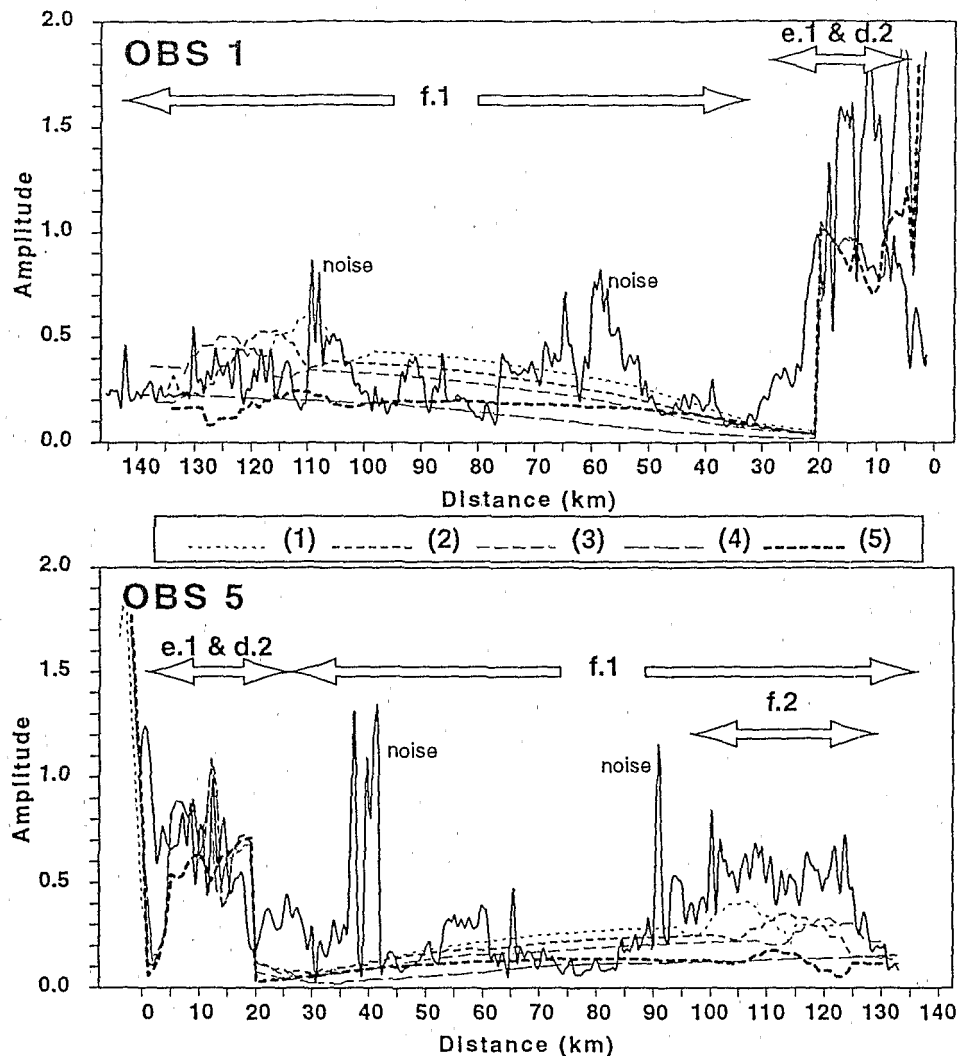 OBS 1
e.1 & d.2
f.1
noise
noise
Amplitude
2.0
1.5
1.0
0.5
0.0
140 130 120 110 100 90 80 70 60 50 40 30 20 10 0
Distance (km)
(1) (2) (3) (4) (5)
OBS 5
e.1 & d.2
f.1
f.2
noise
noise
Amplitude
2.0
1.5
1.0
0.5
0.0
0 10 20 30 40 50 60 70 80 90 100 110 120 130 140
Distance (km)